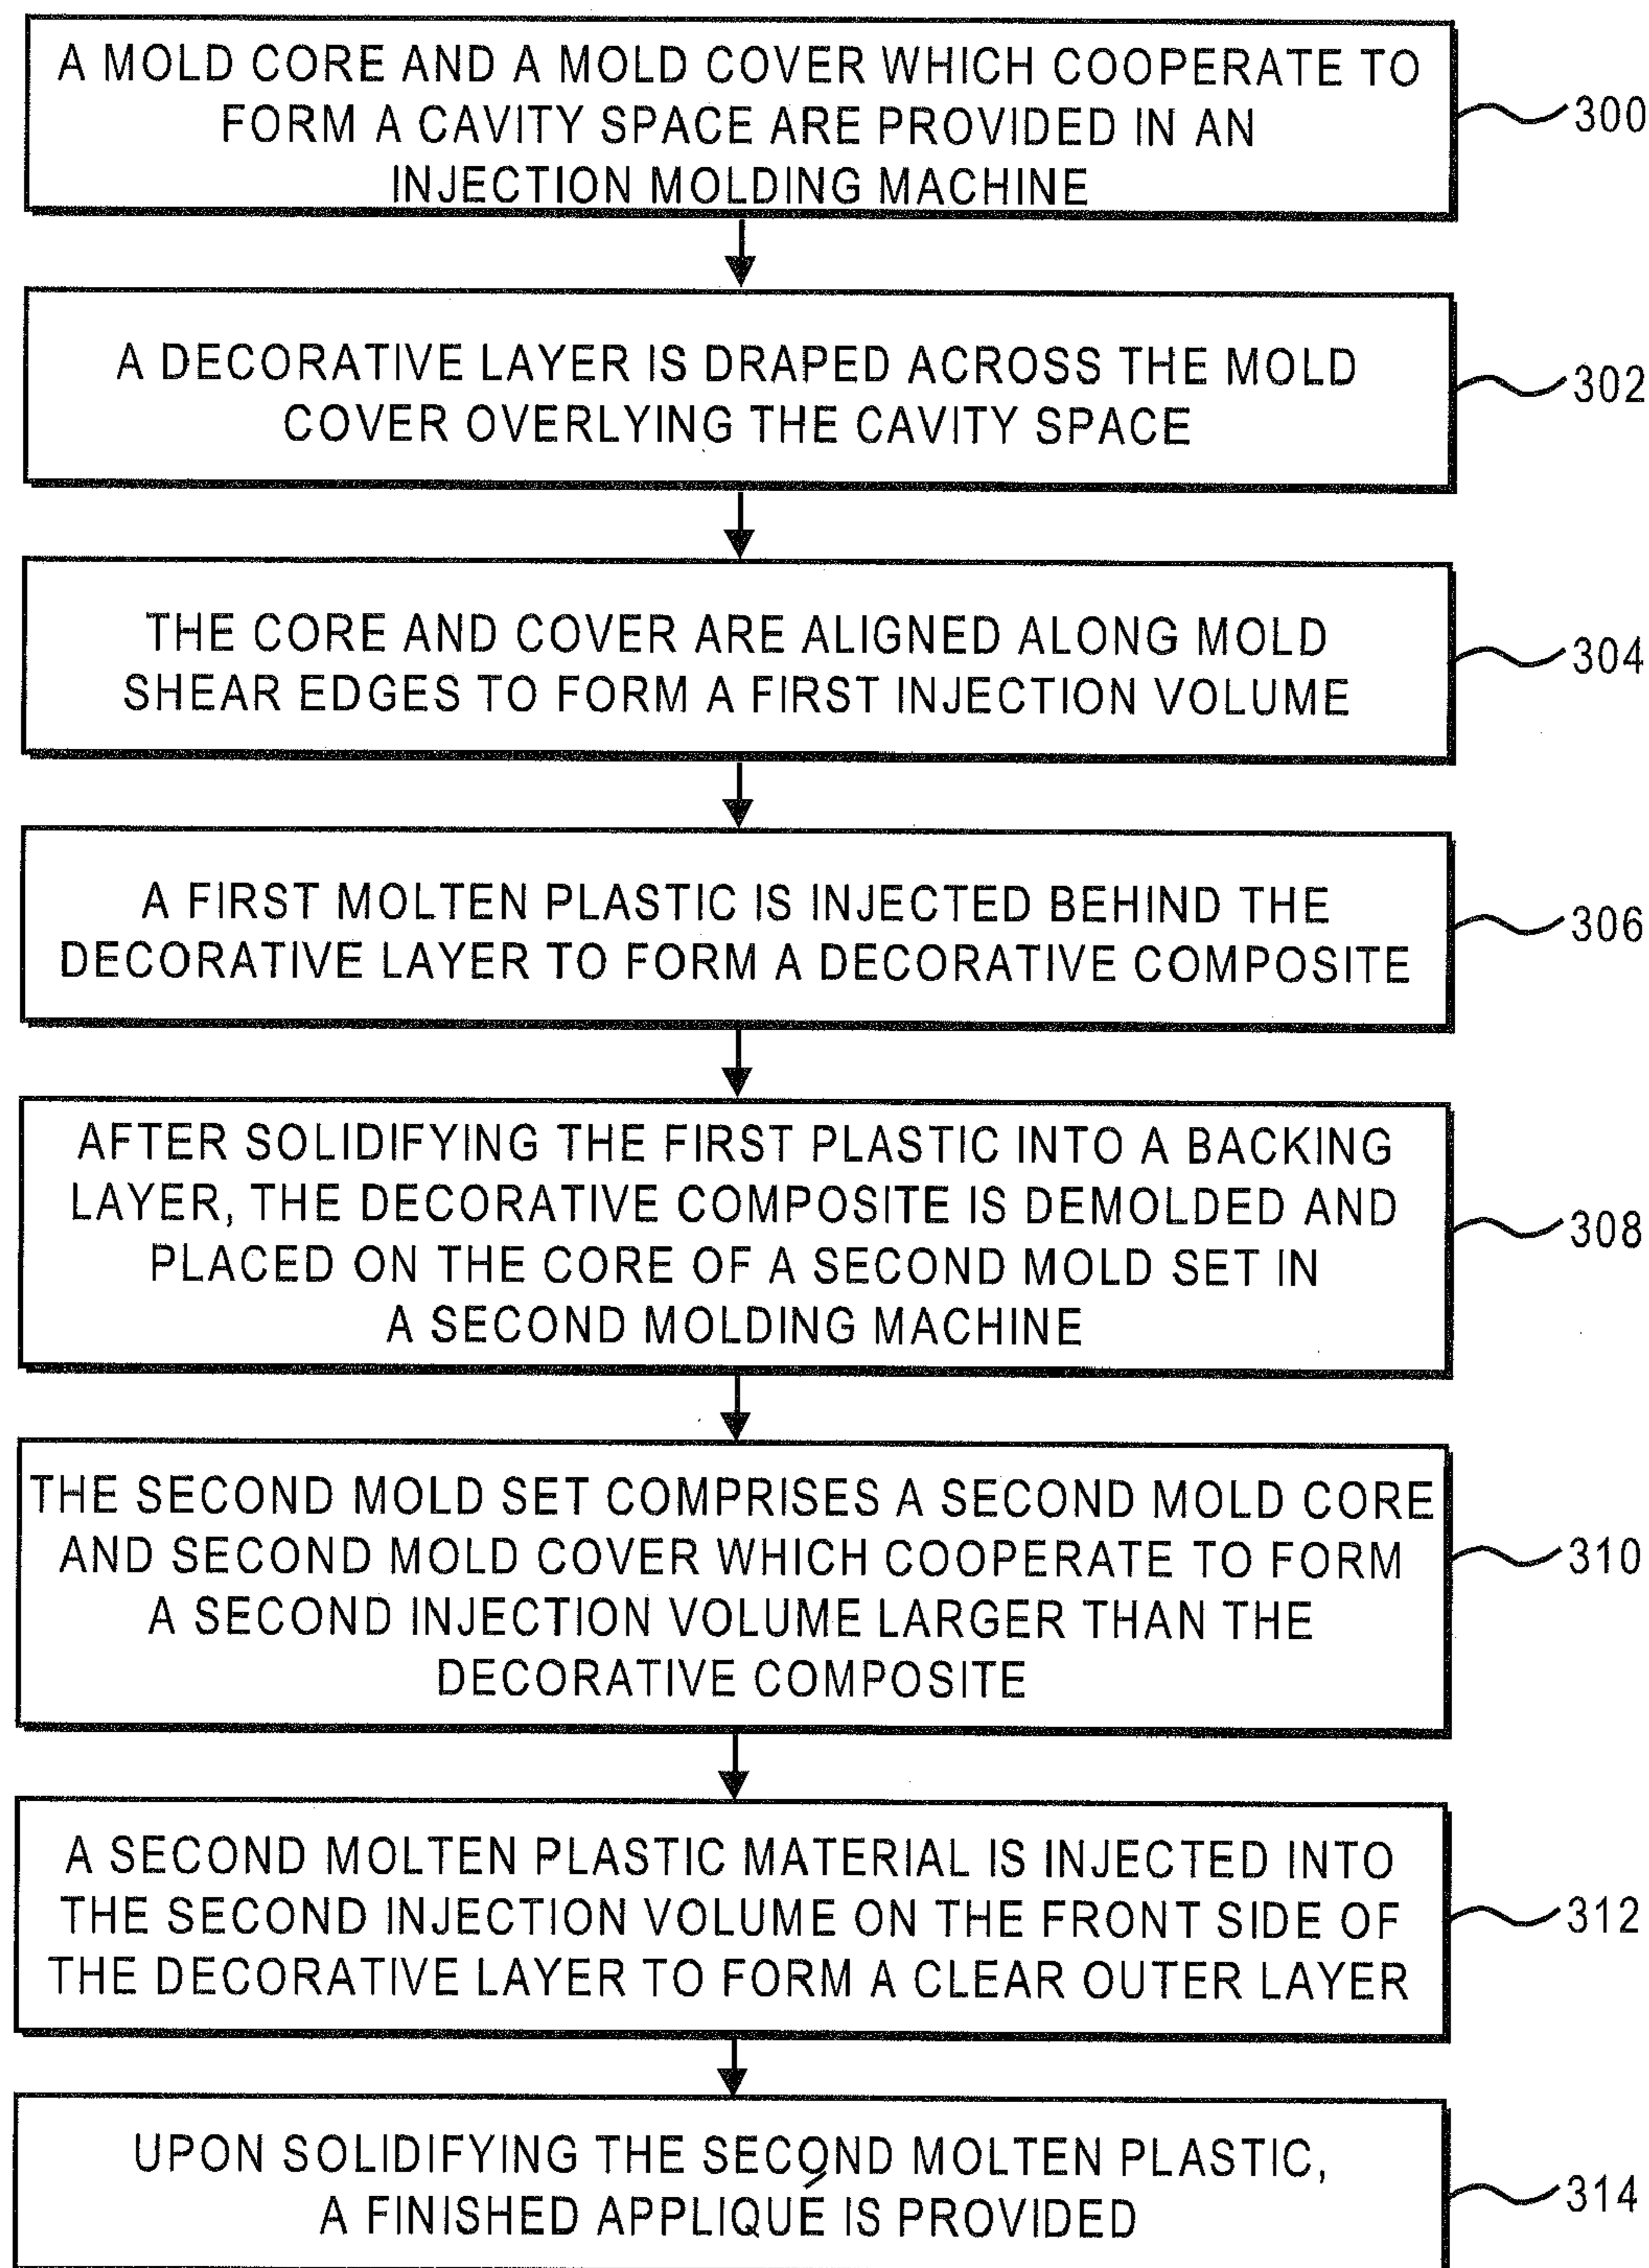 A MOLD CORE AND A MOLD COVER WHICH COOPERATE TO
FORM A CAVITY SPACE ARE PROVIDED IN AN
INJECTION MOLDING MACHINE
300
A DECORATIVE LAYER IS DRAPED ACROSS THE MOLD
COVER OVERLYING THE CAVITY SPACE
302
THE CORE AND COVER ARE ALIGNED ALONG MOLD
SHEAR EDGES TO FORM A FIRST INJECTION VOLUME
304
A FIRST MOLTEN PLASTIC IS INJECTED BEHIND THE
DECORATIVE LAYER TO FORM A DECORATIVE COMPOSITE
306
AFTER SOLIDIFYING THE FIRST PLASTIC INTO A BACKING
LAYER, THE DECORATIVE COMPOSITE IS DEMOLDED AND
PLACED ON THE CORE OF A SECOND MOLD SET IN
A SECOND MOLDING MACHINE
308
THE SECOND MOLD SET COMPRISES A SECOND MOLD CORE
AND SECOND MOLD COVER WHICH COOPERATE TO FORM
A SECOND INJECTION VOLUME LARGER THAN THE
DECORATIVE COMPOSITE
310
A SECOND MOLTEN PLASTIC MATERIAL IS INJECTED INTO
THE SECOND INJECTION VOLUME ON THE FRONT SIDE OF
THE DECORATIVE LAYER TO FORM A CLEAR OUTER LAYER
312
UPON SOLIDIFYING THE SECOND MOLTEN PLASTIC,
A FINISHED APPLIQUÉ IS PROVIDED
314